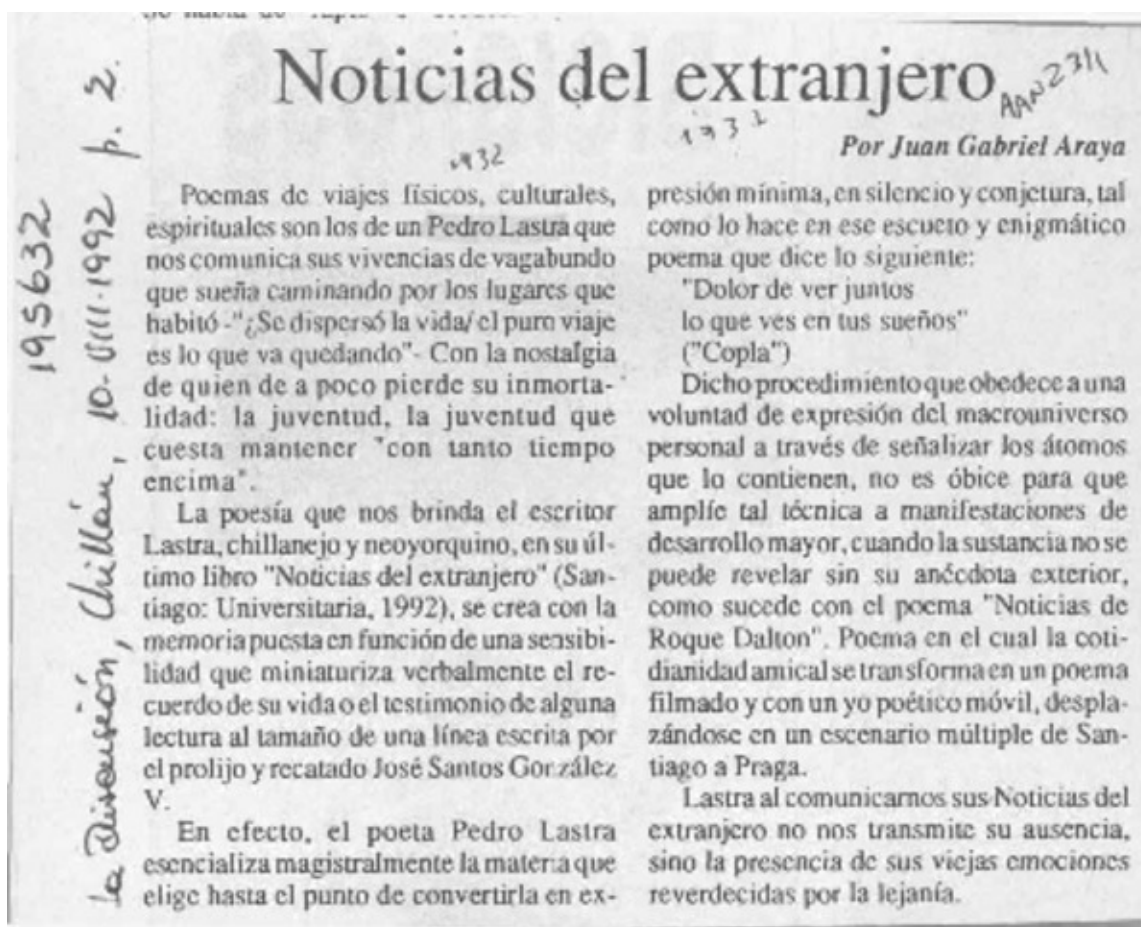 Noticias del extranjero
AAN2311
1932
1932
Por Juan Gabriel Araya
195632
La Discusión, Chillán, 10-VIII-1992 p. 2.
Poemas de viajes físicos, culturales,
espirituales son los de un Pedro Lastra que
nos comunica sus vivencias de vagabundo
que sueña caminando por los lugares que
habitó -"¿Se dispersó la vida/ el puro viaje
es lo que va quedando"- Con la nostalgia
de quien de a poco pierde su inmorta-
lidad: la juventud, la juventud que
cuesta mantener "con tanto tiempo
encima".
La poesía que nos brinda el escritor
Lastra, chillanejo y neoyorquino, en su úl-
timo libro "Noticias del extranjero" (San-
tiago: Universitaria, 1992), se crea con la
memoria puesta en función de una sensibi-
lidad que miniaturiza verbalmente el re-
cuerdo de su vida o el testimonio de alguna
lectura al tamaño de una línea escrita por
el prolijo y recatado José Santos González
V.
En efecto, el poeta Pedro Lastra
esencializa magistralmente la materia que
elige hasta el punto de convertirla en ex-
presión mínima, en silencio y conjetura, tal
como lo hace en ese escueto y enigmático
poema que dice lo siguiente:
"Dolor de ver juntos
lo que ves en tus sueños"
("Copla")
Dicho procedimiento que obedece a una
voluntad de expresión del macrouniverso
personal a través de señalizar los átomos
que lo contienen, no es óbice para que
amplíe tal técnica a manifestaciones de
desarrollo mayor, cuando la sustancia no se
puede revelar sin su anécdota exterior,
como sucede con el poema "Noticias de
Roque Dalton". Poema en el cual la coti-
dianidad amical se transforma en un poema
filmado y con un yo poético móvil, despla-
zándose en un escenario múltiple de San-
tiago a Praga.
Lastra al comunicarnos sus Noticias del
extranjero no nos transmite su ausencia,
sino la presencia de sus viejas emociones
reverdecidas por la lejanía.